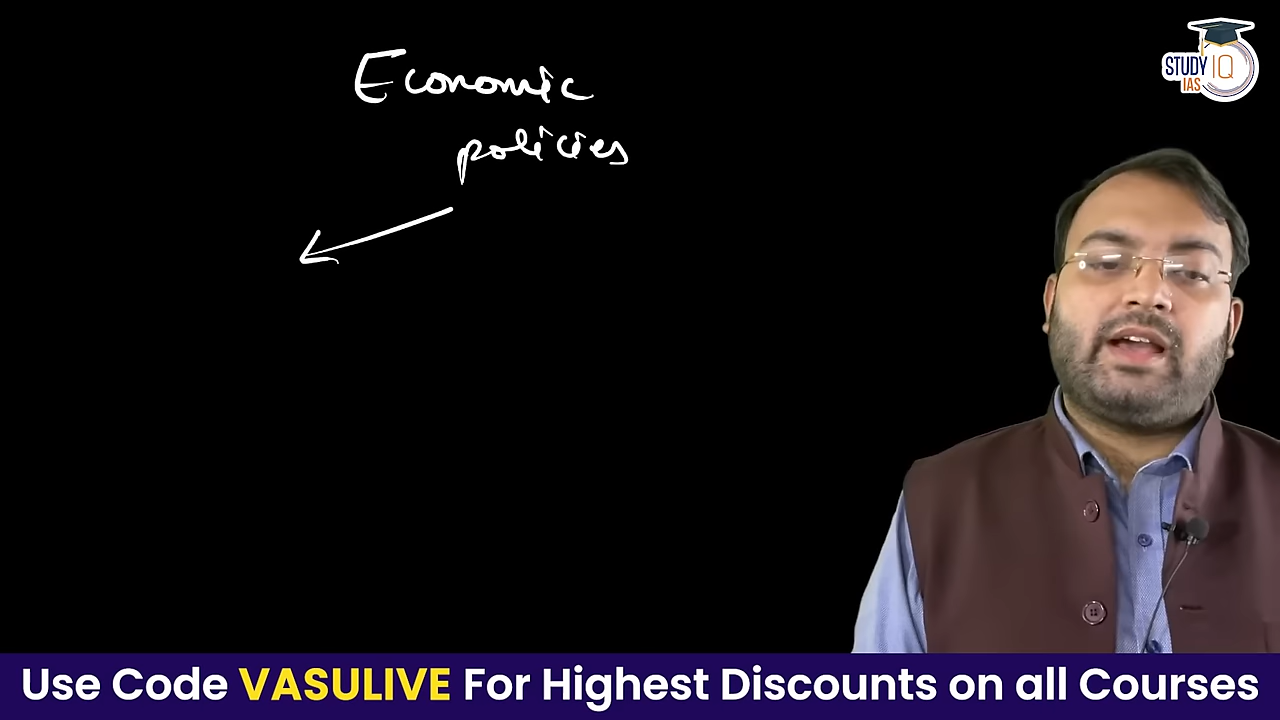 Economic
policies
STUDY IQ
IAS
Use Code VASULIVE For Highest Discounts on all Courses